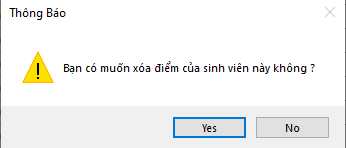 Thông Báo
Bạn có muốn xóa điểm của sinh viên này không ?
Yes
No